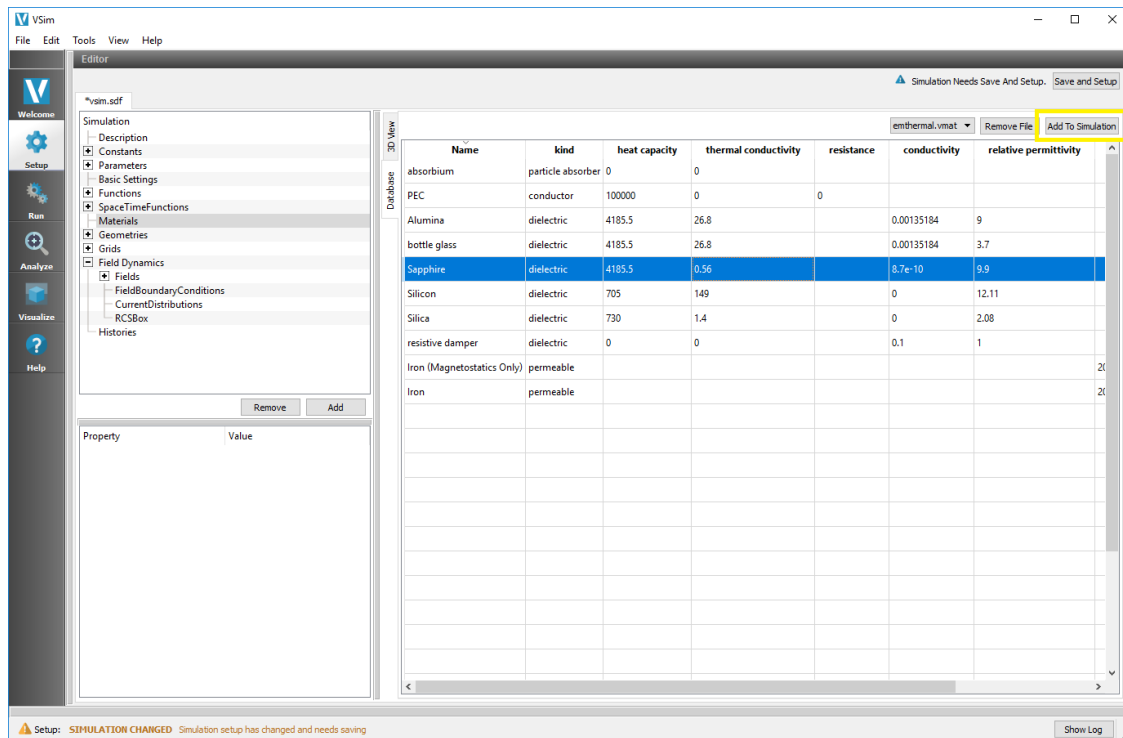 VSim
File Edit Tools View Help
Editor
Simulation Needs Save And Setup. Save and Setup
Welcome
Setup
Run
Analyze
Visualize
Help
*vsim.sdf
Simulation
Description
Constants
Parameters
Basic Settings
Functions
SpaceTimeFunctions
Materials
Geometries
Grids
Field Dynamics
Fields
FieldBoundaryConditions
CurrentDistributions
RCSBox
Histories
Remove Add
Property Value
3D View
Database
emthermal.vmat Remove File Add To Simulation
Name kind heat capacity thermal conductivity resistance conductivity relative permittivity
absorbium particle absorber 0 0
PEC conductor 100000 0 0
Alumina dielectric 4185.5 26.8 0.00135184 9
bottle glass dielectric 4185.5 26.8 0.00135184 3.7
Sapphire dielectric 4185.5 0.56 8.7e-10 9.9
Silicon dielectric 705 149 0 12.11
Silica dielectric 730 1.4 0 2.08
resistive damper dielectric 0 0 0.1 1
Iron (Magnetostatics Only) permeable 20
Iron permeable 20
Setup: SIMULATION CHANGED Simulation setup has changed and needs saving
Show Log